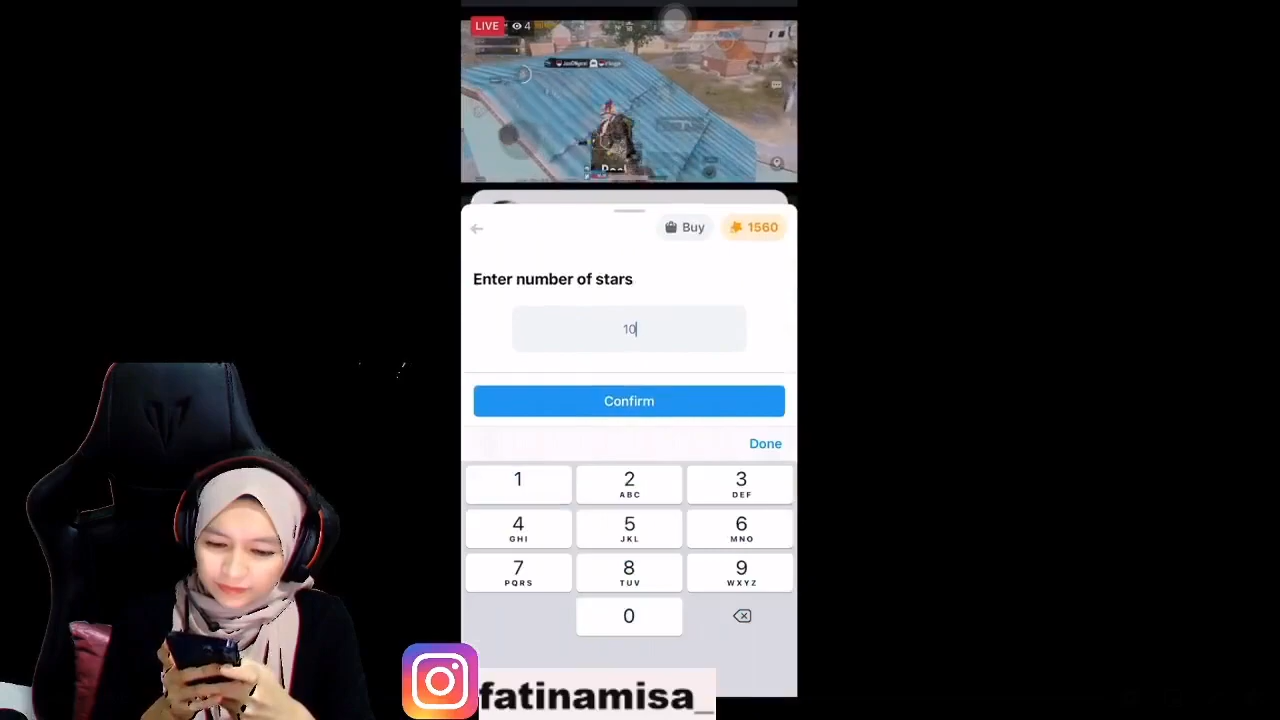 LIVE 4
Buy 1560
Enter number of stars
10
Confirm
Done
1 2 ABC 3 DEF
4 GHI 5 JKL 6 MNO
7 PQRS 8 TUV 9 WXYZ
0
fatinamisa_